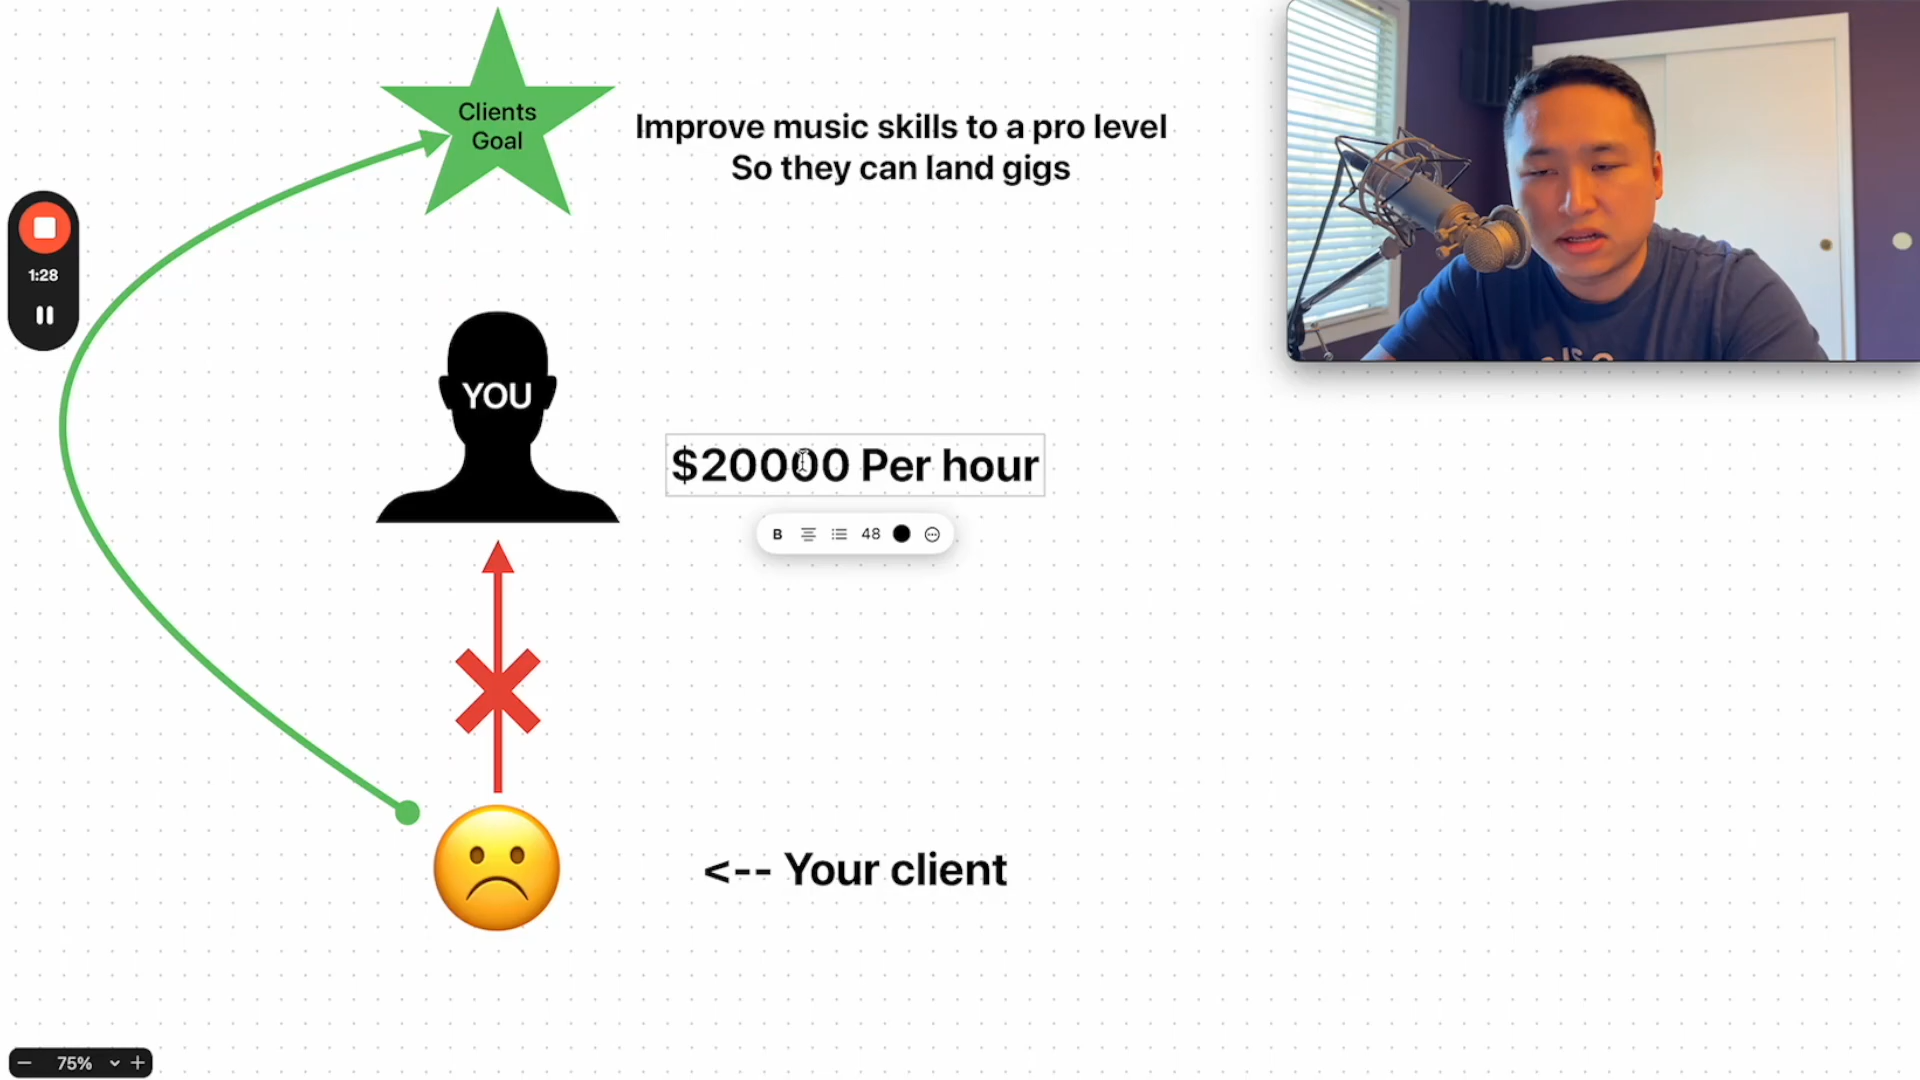 Clients
Goal
Improve music skills to a pro level
So they can land gigs
1:28
YOU
$20000 Per hour
B
48
<-- Your client
75%